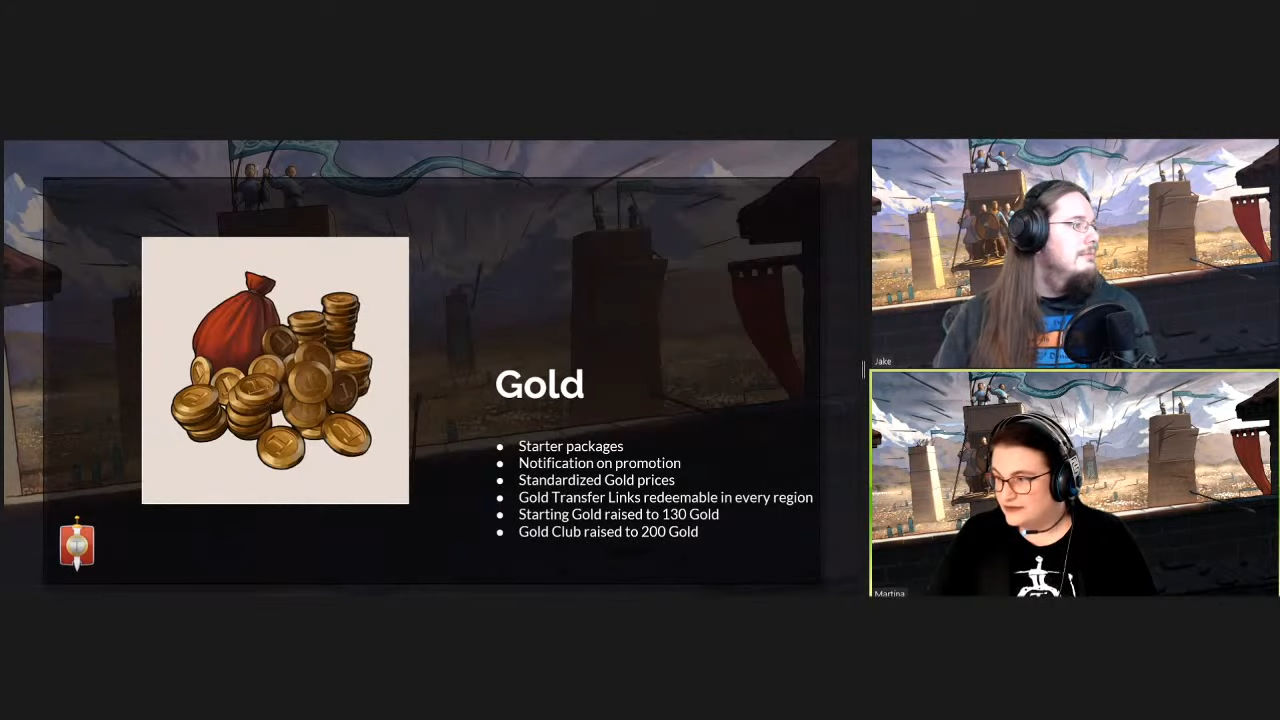 Gold
Starter packages
Notification on promotion
Standardized Gold prices
Gold Transfer Links redeemable in every region
Starting Gold raised to 130 Gold
Gold Club raised to 200 Gold
Jake
Martina